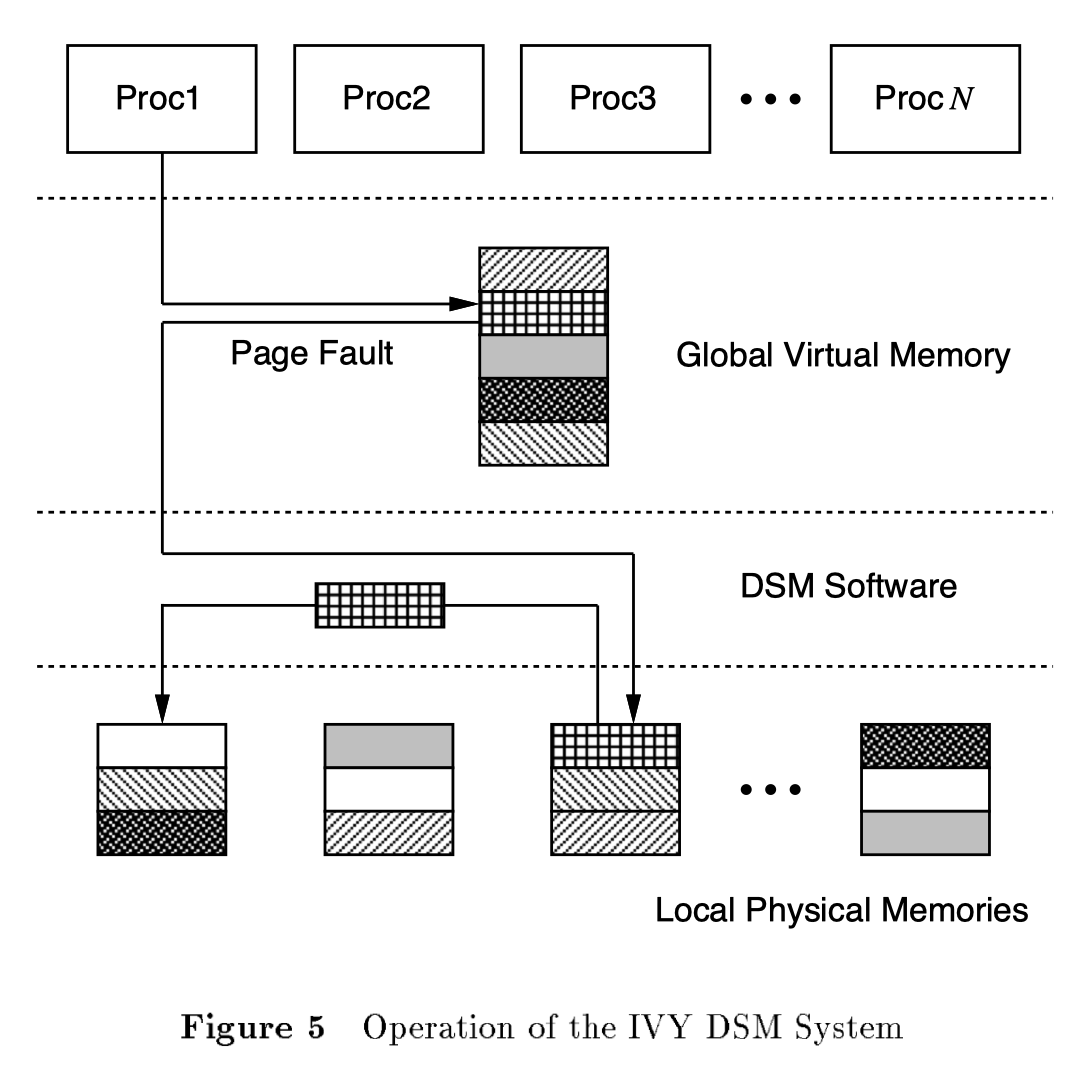 Proc1 Proc2 Proc3 ••• Proc N
Page Fault
Global Virtual Memory
DSM Software
•••
Local Physical Memories
Figure 5 Operation of the IVY DSM System